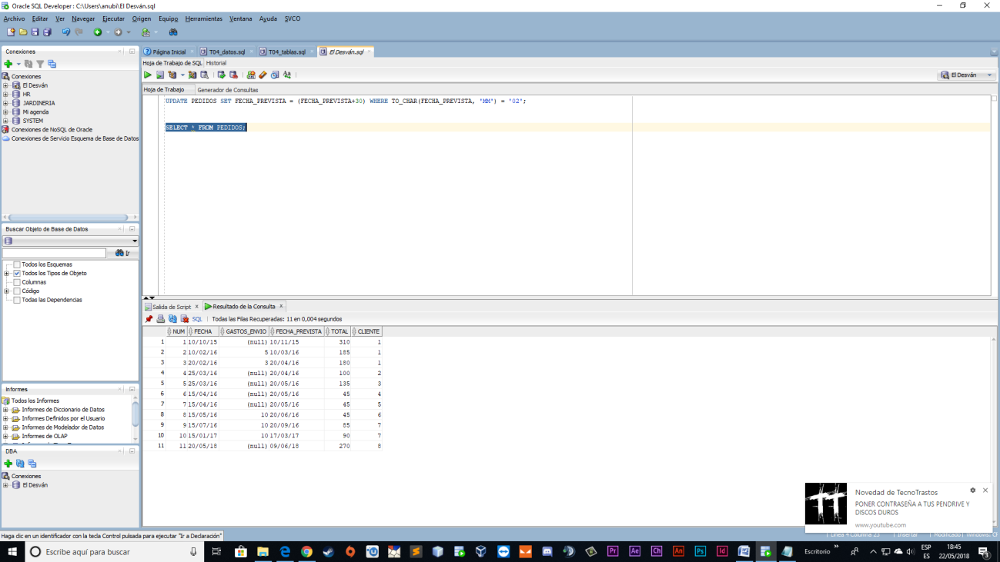 Oracle SQL Developer : C:\Users\anubi\El Desván.sql
Archivo Editar Ver Navegar Ejecutar Origen Equipo Herramientas Ventana Ayuda SVCO
Conexiones
Conexiones
El Desván
HR
JARDINERIA
Mi agenda
SYSTEM
Conexiones de NoSQL de Oracle
Conexiones de Servicio Esquema de Base de Datos
Buscar Objeto de Base de Datos
Ir
Todos los Esquemas
Todos los Tipos de Objeto
Columnas
Código
Todas las Dependencias
Informes
Todos los Informes
Informes de Diccionario de Datos
Informes Definidos por el Usuario
Informes de Modelador de Datos
Informes de OLAP
DBA
Conexiones
El Desván
Página Inicial T04_datos.sql T04_tablas.sql El Desván.sql
Hoja de Trabajo de SQL Historial
El Desván
Hoja de Trabajo Generador de Consultas
UPDATE PEDIDOS SET FECHA_PREVISTA = (FECHA_PREVISTA+30) WHERE TO_CHAR(FECHA_PREVISTA, 'MM') = '02';
SELECT * FROM PEDIDOS;
Salida de Script x Resultado de la Consulta x
SQL | Todas las Filas Recuperadas: 11 en 0,004 segundos
NUM FECHA GASTOS_ENVIO FECHA_PREVISTA TOTAL CLIENTE
1 1 10/10/15 (null) 10/11/15 310 1
2 2 10/02/16 5 10/03/16 185 1
3 3 20/02/16 3 20/04/16 180 1
4 4 25/03/16 (null) 20/04/16 100 2
5 5 25/03/16 (null) 20/05/16 135 3
6 6 15/04/16 (null) 20/05/16 45 4
7 7 15/04/16 (null) 20/05/16 45 5
8 8 15/05/16 10 20/06/16 45 6
9 9 15/07/16 10 20/09/16 85 7
10 10 15/01/17 10 17/03/17 90 7
11 11 20/05/18 (null) 09/06/18 270 8
Novedad de TecnoTrastos
PONER CONTRASEÑA A TUS PENDRIVE Y
DISCOS DUROS
www.youtube.com
Haga clic en un identificador con la tecla Control pulsada para ejecutar "Ir a Declaración"
Escribe aquí para buscar
Pr Ae Ch An Ps Id
Escritorio
ESP
ES
18:45
22/05/2018
3